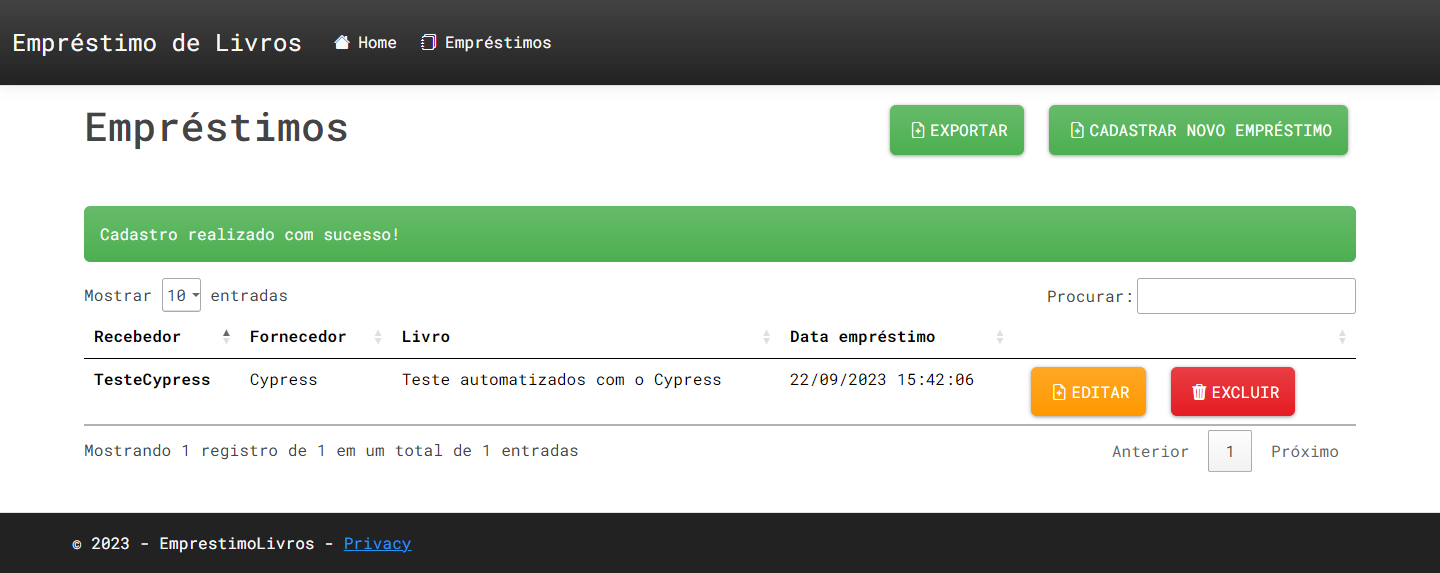 Empréstimo de Livros Home Empréstimos
Empréstimos EXPORTAR CADASTRAR NOVO EMPRÉSTIMO
Cadastro realizado com sucesso!
Mostrar 10 entradas Procurar:
Recebedor Fornecedor Livro Data empréstimo
TesteCypress Cypress Teste automatizados com o Cypress 22/09/2023 15:42:06 EDITAR EXCLUIR
Mostrando 1 registro de 1 em um total de 1 entradas Anterior 1 Próximo
© 2023 - EmprestimoLivros - Privacy